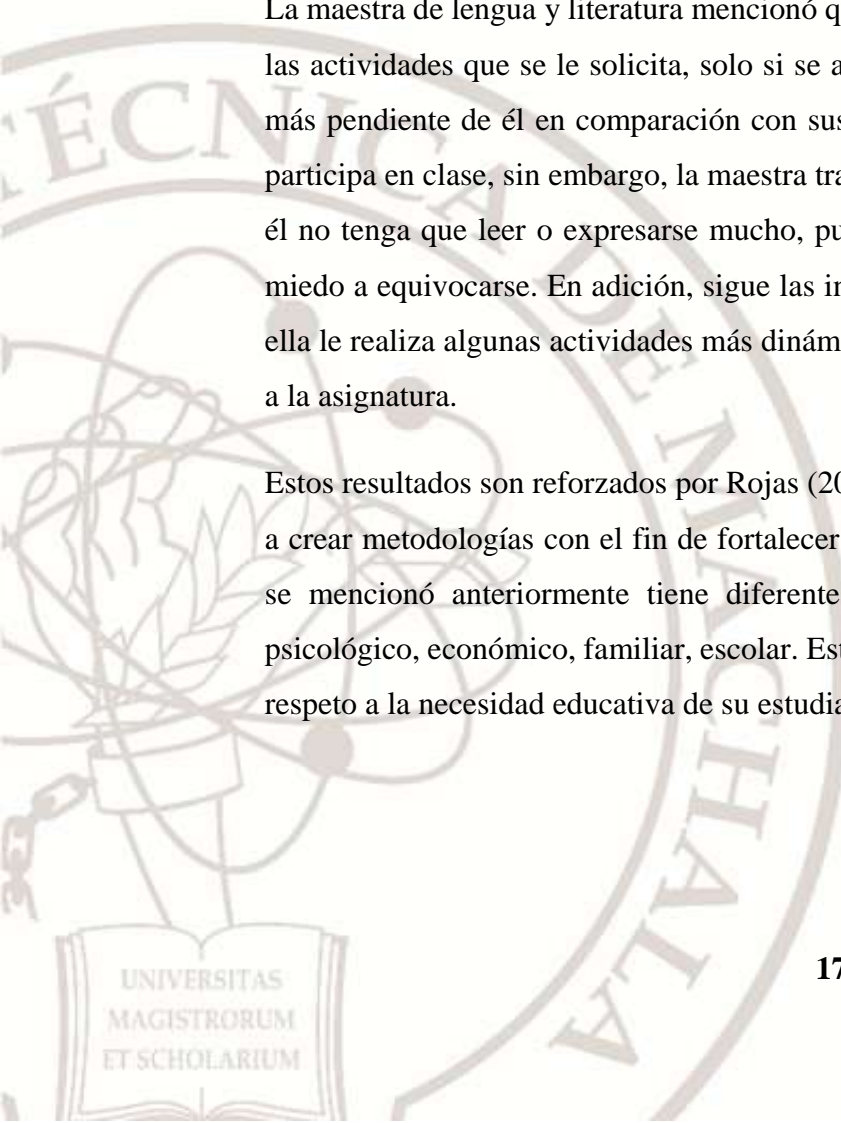 La maestra de lengua y literatura mencionó q
las actividades que se le solicita, solo si se a
más pendiente de él en comparación con sus
participa en clase, sin embargo, la maestra tra
él no tenga que leer o expresarse mucho, pu
miedo a equivocarse. En adición, sigue las in
ella le realiza algunas actividades más dinám
a la asignatura.
Estos resultados son reforzados por Rojas (20
a crear metodologías con el fin de fortalecer
se mencionó anteriormente tiene diferente
psicológico, económico, familiar, escolar. Est
respeto a la necesidad educativa de su estudia
17
TÉCNICA DE MACHALA
UNIVERSITAS
MAGISTRORUM
ET SCHOLARIUM